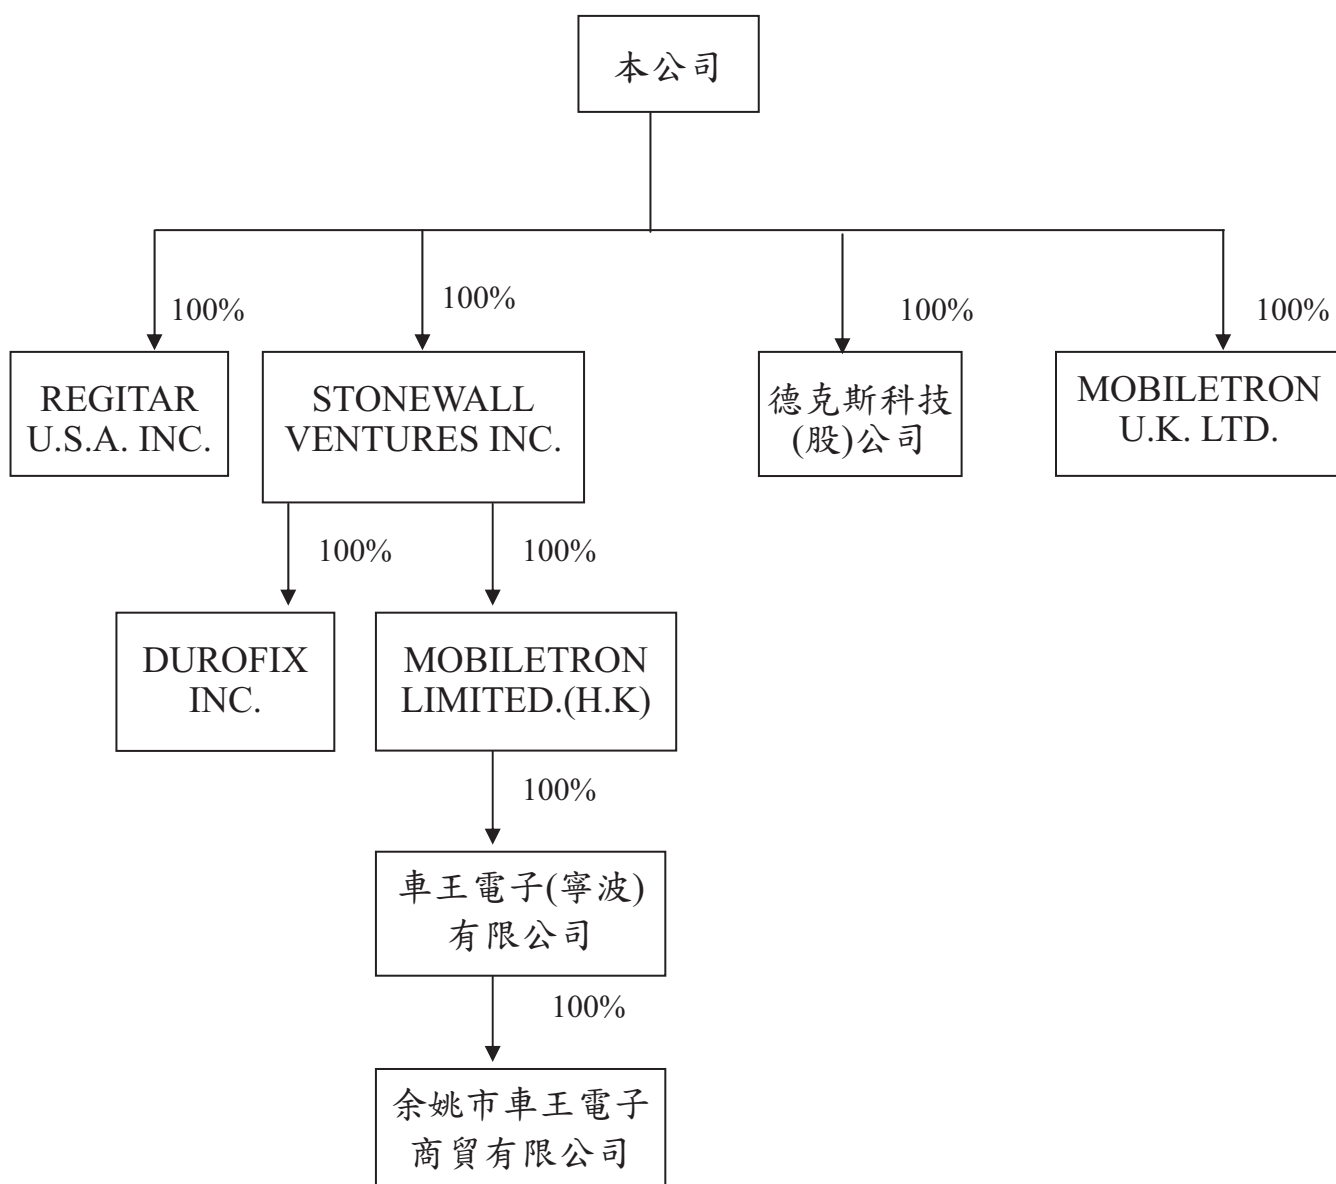 本公司
100%
100%
100%
100%
REGITAR
U.S.A. INC.
STONEWALL
VENTURES INC.
德克斯科技
(股)公司
MOBILETRON
U.K. LTD.
100%
100%
DUROFIX
INC.
MOBILETRON
LIMITED.(H.K)
100%
車王電子(寧波)
有限公司
100%
余姚市車王電子
商貿有限公司